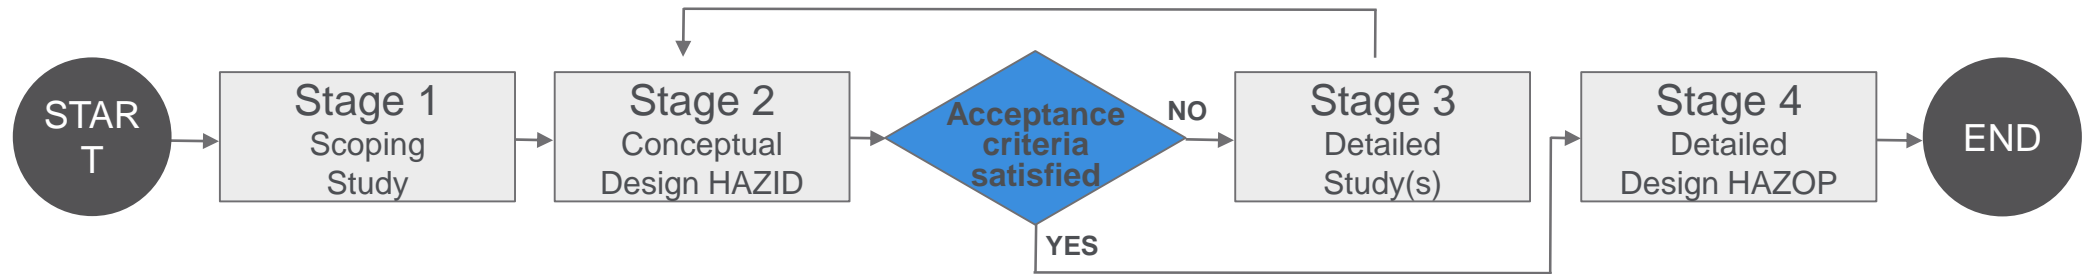 STAR
T
Stage 1
Scoping
Study
Stage 2
Conceptual
Design HAZID
Acceptance
criteria
satisfied
NO
YES
Stage 3
Detailed
Study(s)
Stage 4
Detailed
Design HAZOP
END